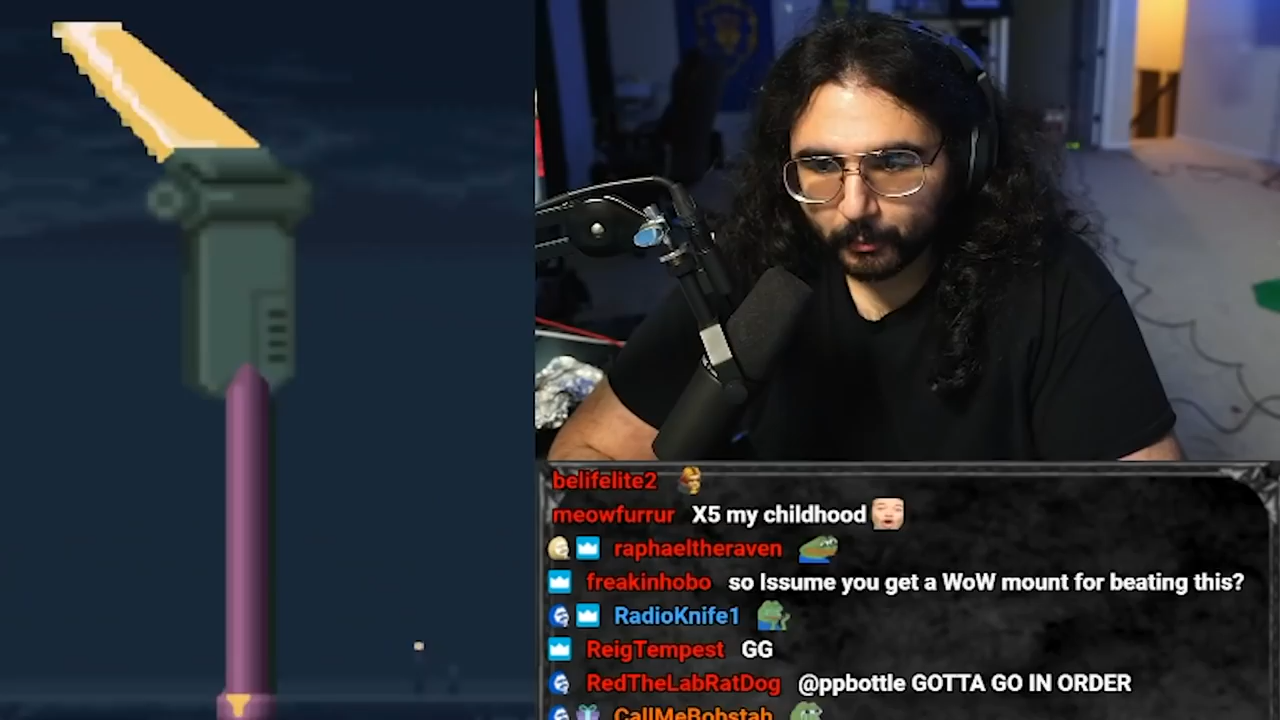 belifelite2
meowfurrur X5 my childhood
raphaeltheraven
freakinhobo so Issume you get a WoW mount for beating this?
RadioKnife1
ReigTempest GG
RedTheLabRatDog @ppbottle GOTTA GO IN ORDER
CallMeBobstah